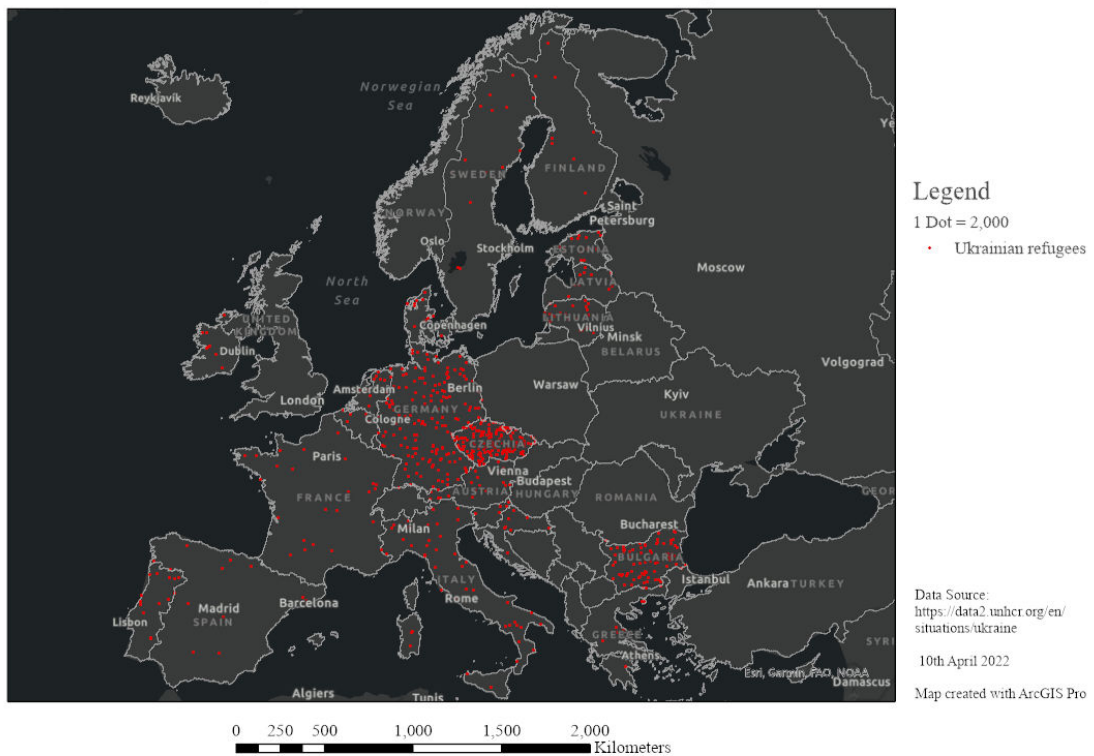 Norwegian
Sea
Reykjavík
FINLAND
SWEDEN
NORWAY
Saint
Petersburg
Oslo
Stockholm
ESTONIA
Moscow
North
Sea
LATVIA
UNITED
KINGDOM
LITHUANIA
Copenhagen
Vilnius
Minsk
BELARUS
Dublin
Volgograd
Amsterdam
Berlin
Warsaw
Kyiv
London
GERMANY
UKRAINE
Cologne
CZECHIA
Paris
Vienna
Budapest
AUSTRIA
HUNGARY
FRANCE
ROMANIA
GEOR
Milan
Bucharest
BULGARIA
ITALY
Istanbul
Ankara
TURKEY
Madrid
Barcelona
Rome
Lisbon
SPAIN
GREECE
Athens
SYRI
Esri, Garmin, FAO, NOAA
Damascus
Algiers
Tunis
Ye
Legend
1 Dot = 2,000
Ukrainian refugees
Data Source:
https://data2.unhcr.org/en/
situations/ukraine
10th April 2022
Map created with ArcGIS Pro
0 250 500 1,000 1,500 2,000
Kilometers